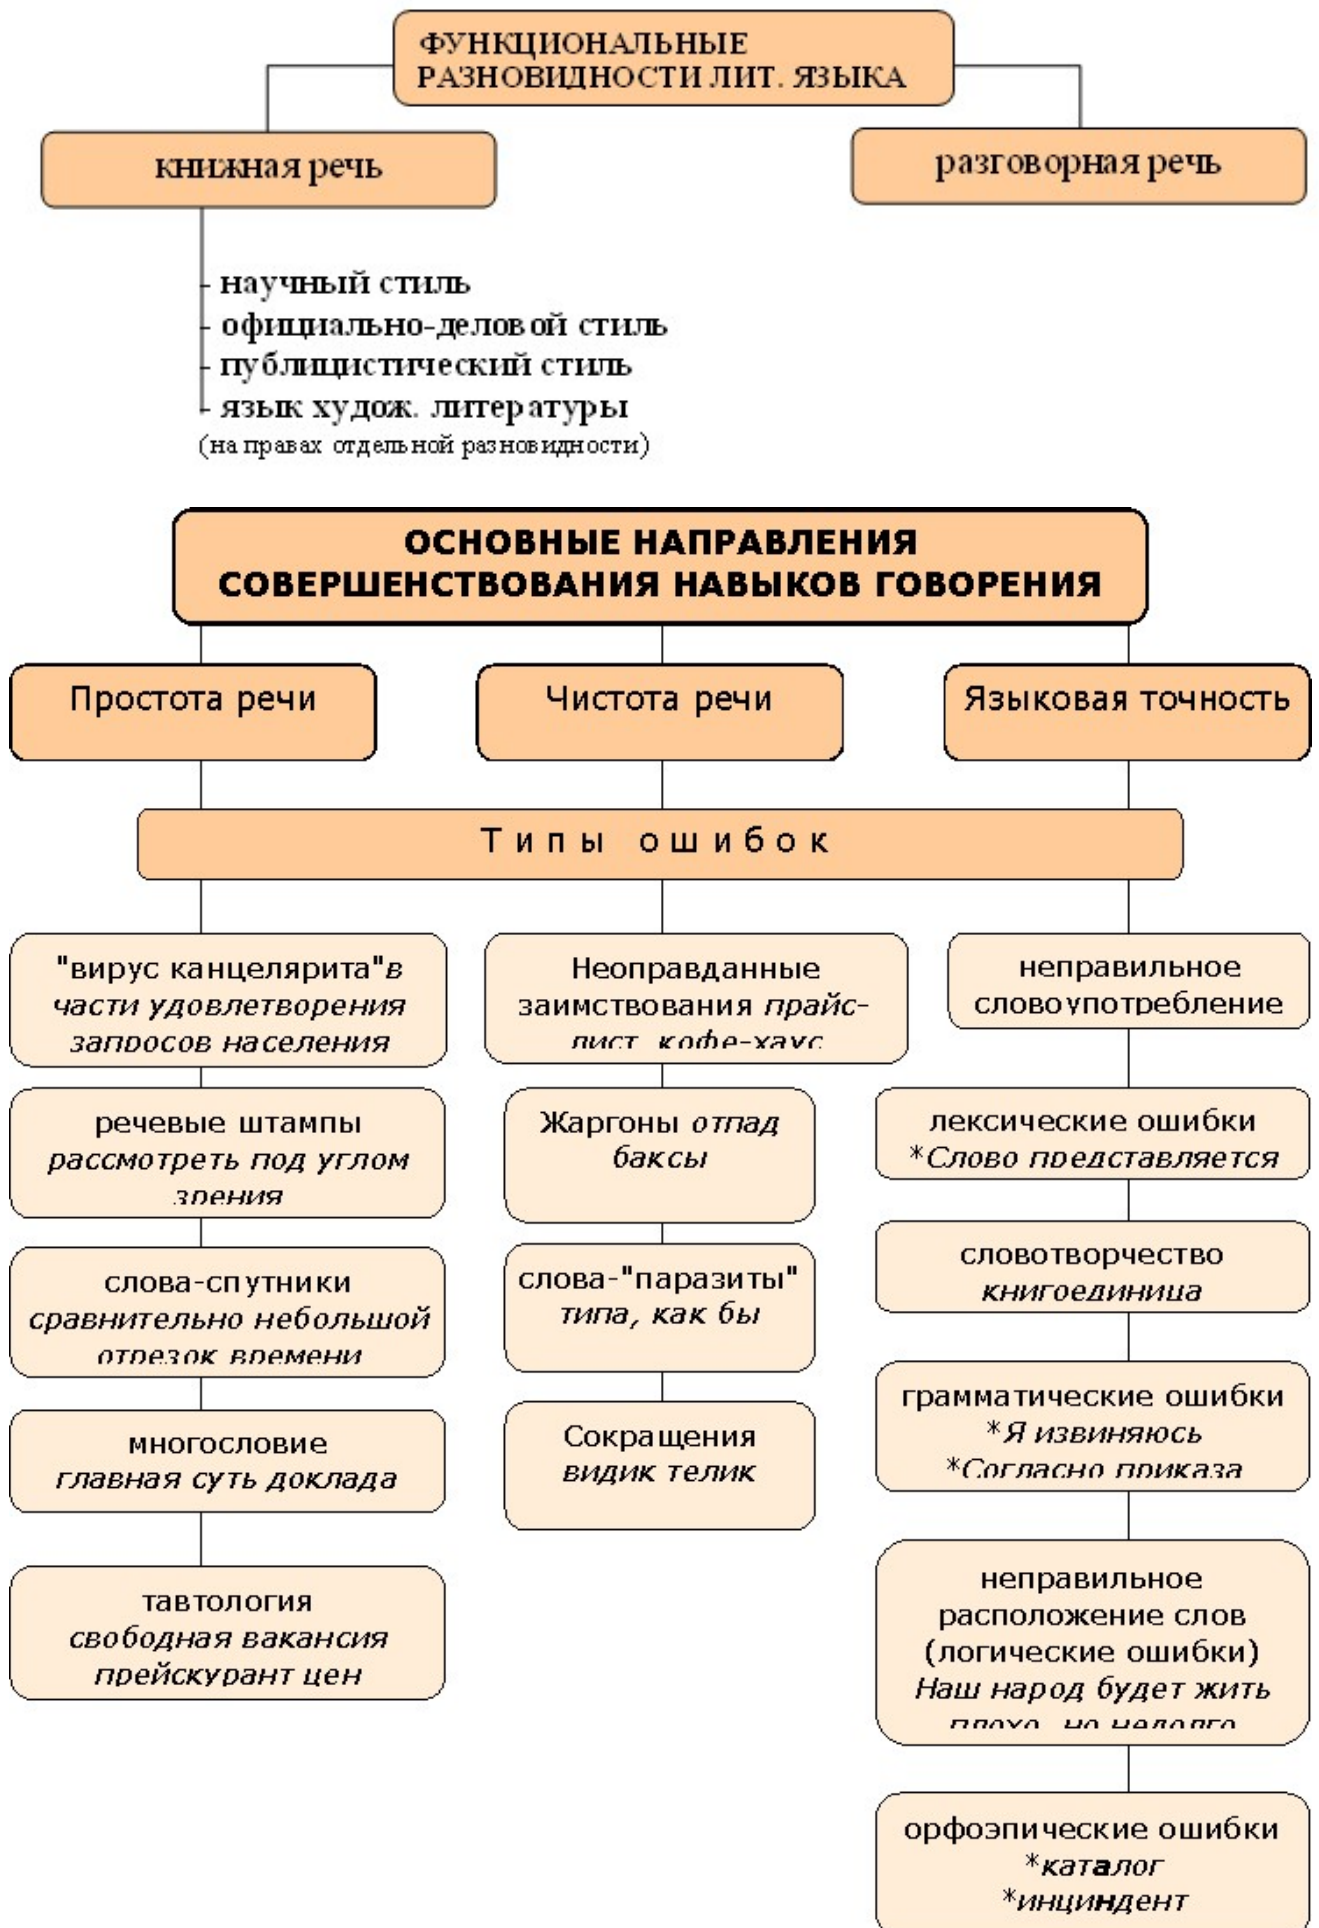 ФУНКЦИОНАЛЬНЫЕ
РАЗНОВИДНОСТИ ЛИТ. ЯЗЫКА
книжная речь
разговорная речь
- научный стиль
- официально-деловой стиль
- публицистический стиль
- язык худож. литературы
(на правах отдельной разновидности)
ОСНОВНЫЕ НАПРАВЛЕНИЯ
СОВЕРШЕНСТВОВАНИЯ НАВЫКОВ ГОВОРЕНИЯ
Простота речи
Чистота речи
Языковая точность
Типы ошибок
"вирус канцелярита"в
части удовлетворения
запросов населения
речевые штампы
рассмотреть под углом
зрения
слова-спутники
сравнительно небольшой
отрезок времени
многословие
главная суть доклада
тавтология
свободная вакансия
прейскурант цен
Неоправданные
заимствования прайс-
лист, кофе-хаус
Жаргоны отпад
баксы
слова-"паразиты"
типа, как бы
Сокращения
видик телик
неправильное
словоупотребление
лексические ошибки
*Слово представляется
словотворчество
книгоединица
грамматические ошибки
*Я извиняюсь
*Согласно приказа
неправильное
расположение слов
(логические ошибки)
Наш народ будет жить
плохо, но недолго
орфоэпические ошибки
*каталог
*инциндент